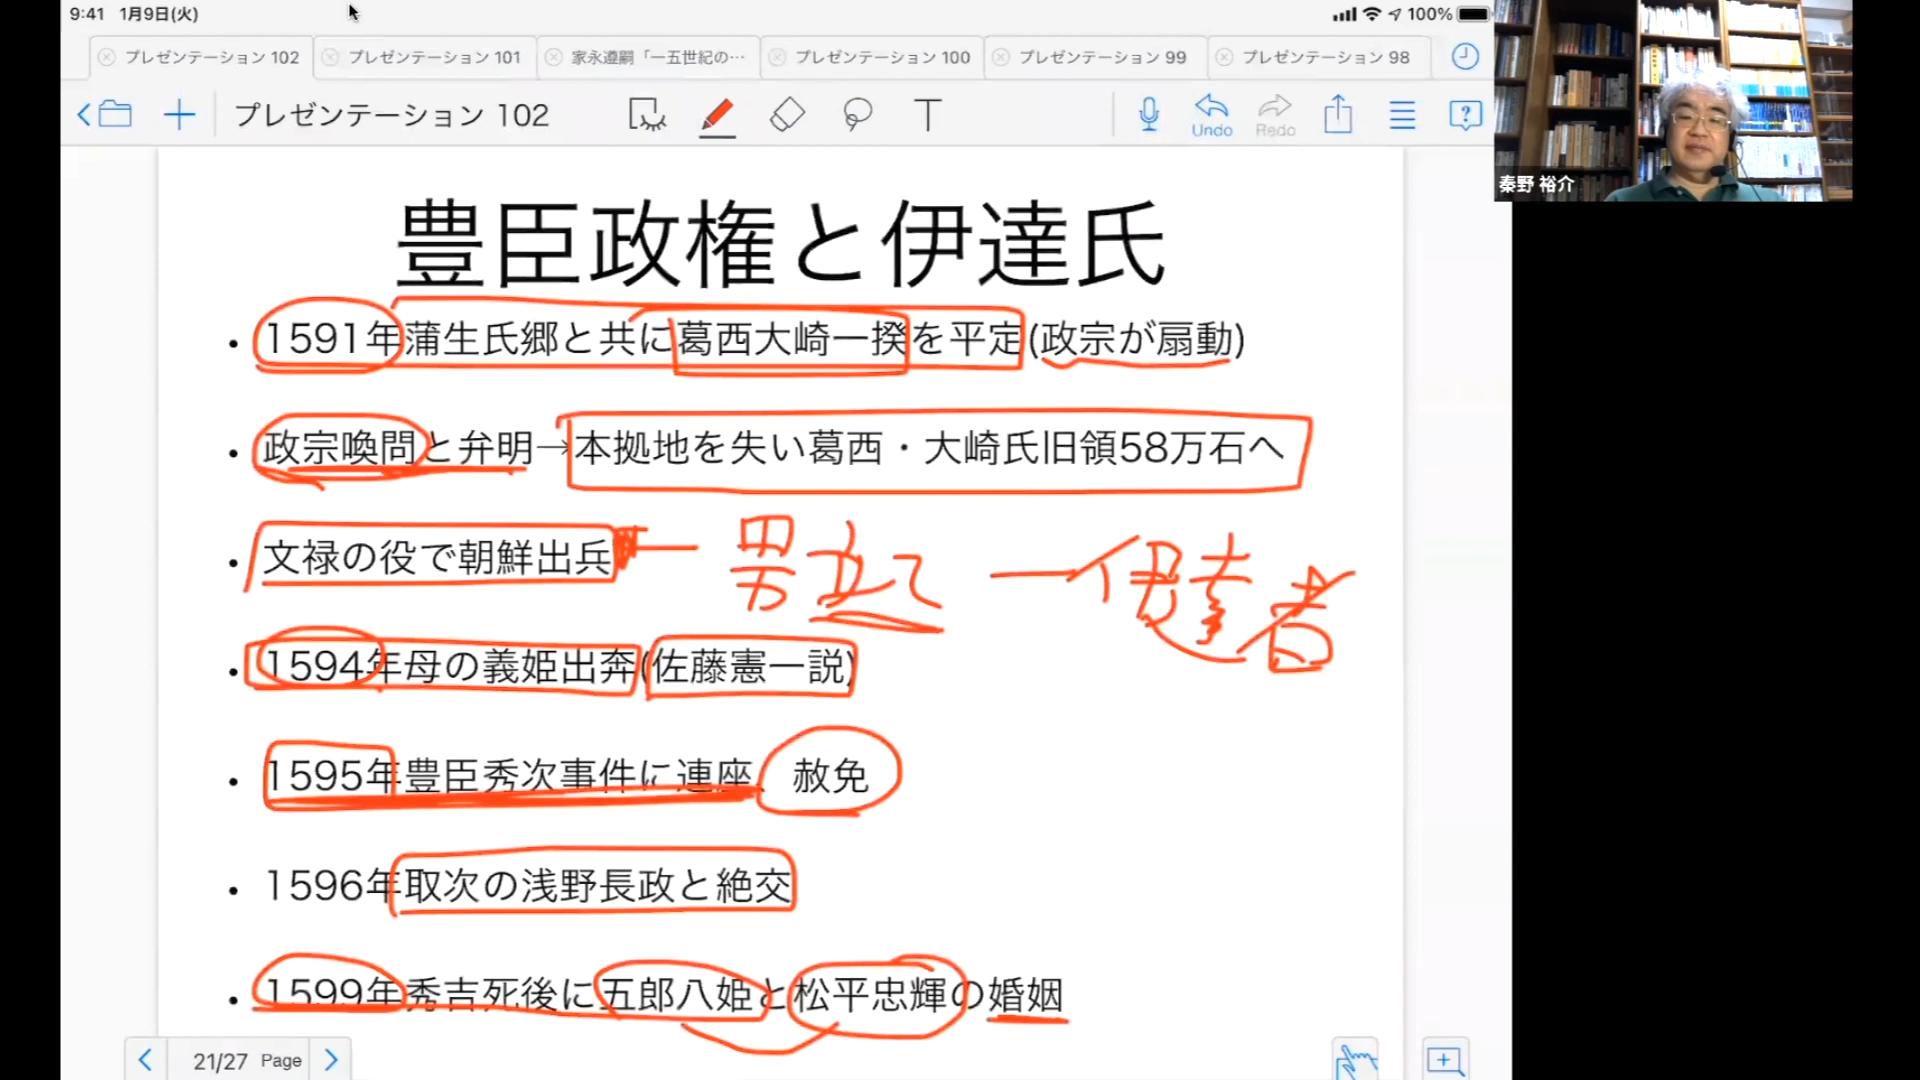 9:41 1月9日(火)
100%
プレゼンテーション 102
プレゼンテーション 101
家永遵嗣「一五世紀の…
プレゼンテーション 100
プレゼンテーション 99
プレゼンテーション 98
プレゼンテーション 102
T
Undo
Redo
?
秦野 裕介
豊臣政権と伊達氏
• 1591年蒲生氏郷と共に葛西大崎一揆を平定(政宗が扇動)
• 政宗喚問と弁明→本拠地を失い葛西・大崎氏旧領58万石へ
• 文禄の役で朝鮮出兵 ← 男立て — 伊達者
• 1594年母の義姫出奔(佐藤憲一説)
• 1595年豊臣秀次事件に連座、赦免
• 1596年取次の浅野長政と絶交
• 1599年秀吉死後に五郎八姫と松平忠輝の婚姻
21/27 Page